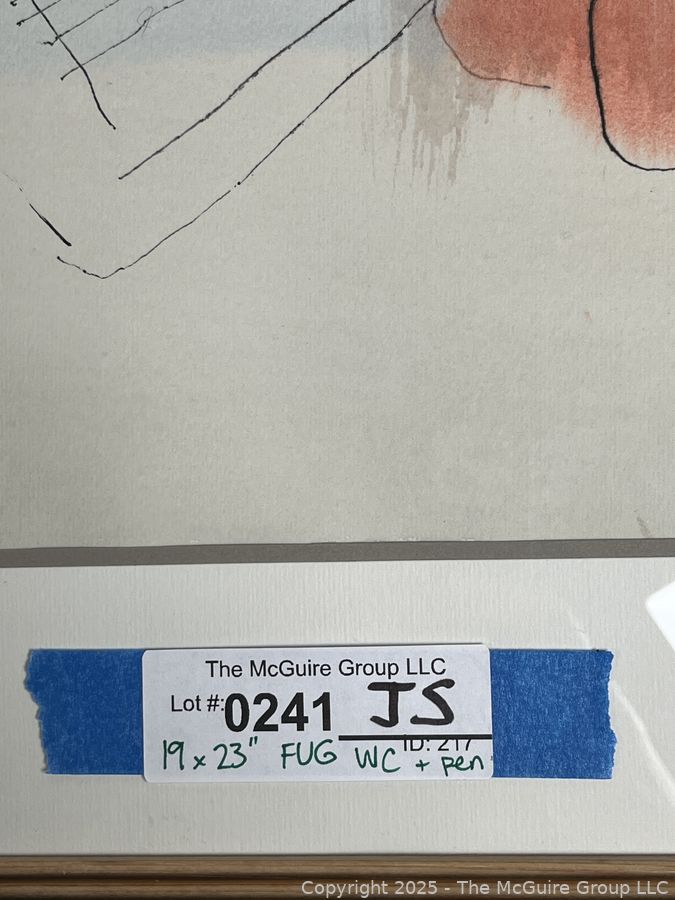 The McGuire Group LLC
Lot #: 0241 JS
ID: 217
19 x 23" FUG WC + pen
Copyright 2025 - The McGuire Group LLC